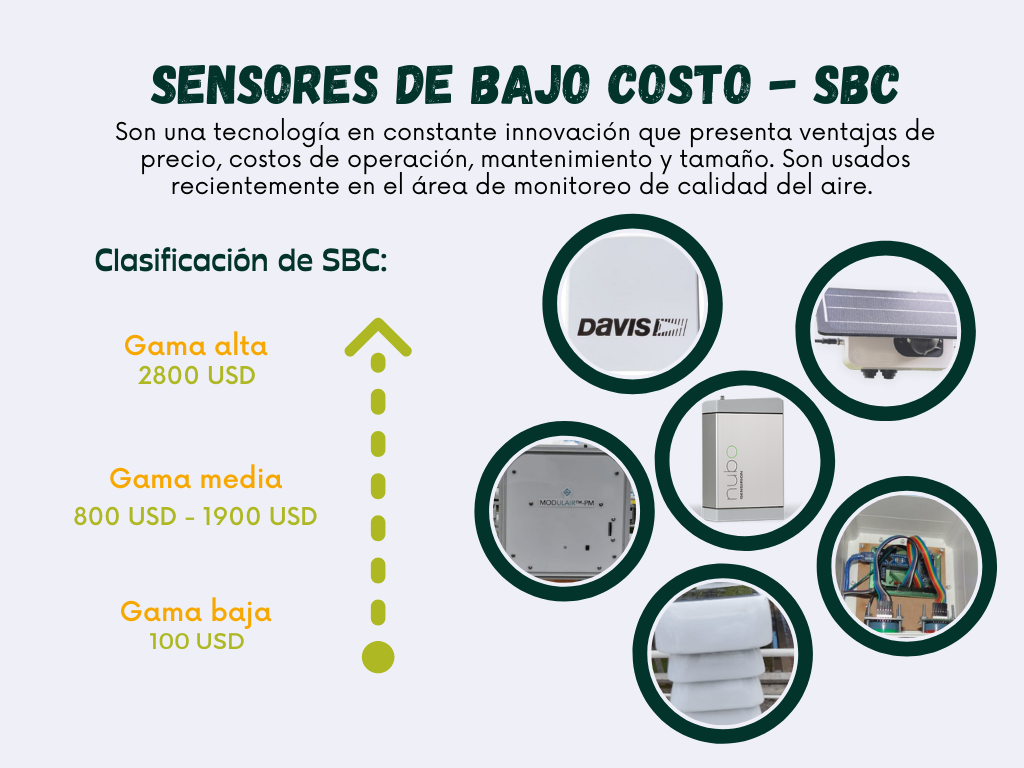 SENSORES DE BAJO COSTO – SBC
Son una tecnología en constante innovación que presenta ventajas de
precio, costos de operación, mantenimiento y tamaño. Son usados
recientemente en el área de monitoreo de calidad del aire.
Clasificación de SBC:
Gama alta
2800 USD
Gama media
800 USD - 1900 USD
Gama baja
100 USD
DAVIS
nubo
MODULAIR™-PM